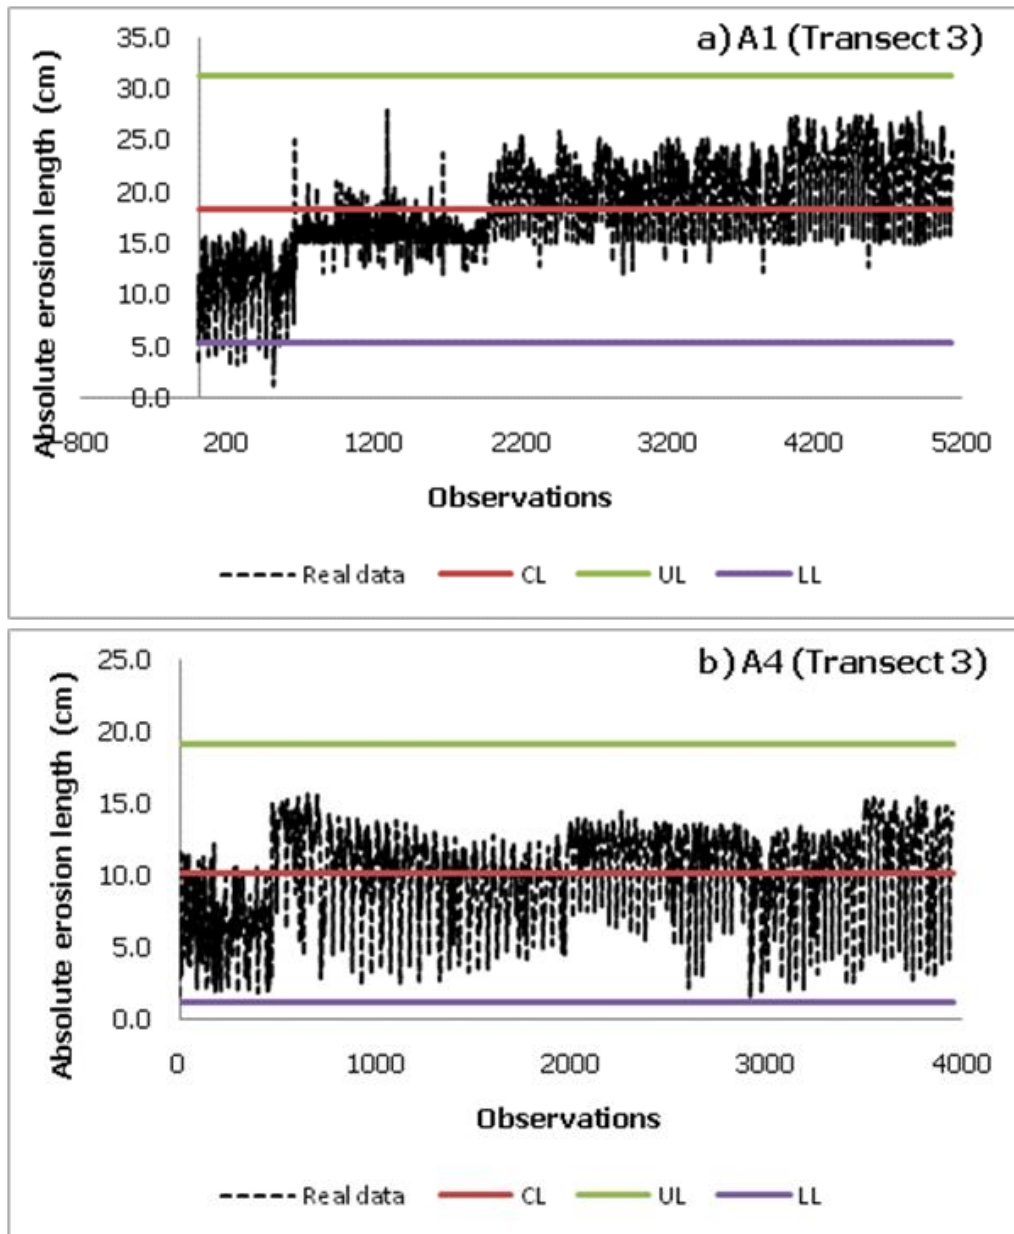 a) A1 (Transect 3)
Absolute erosion length (cm)
35.0
30.0
25.0
20.0
15.0
10.0
5.0
0.0
-800 200 1200 2200 3200 4200 5200
Observations
Real data CL UL LL
b) A4 (Transect 3)
Absolute erosion length (cm)
25.0
20.0
15.0
10.0
5.0
0.0
0 1000 2000 3000 4000
Observations
Real data CL UL LL